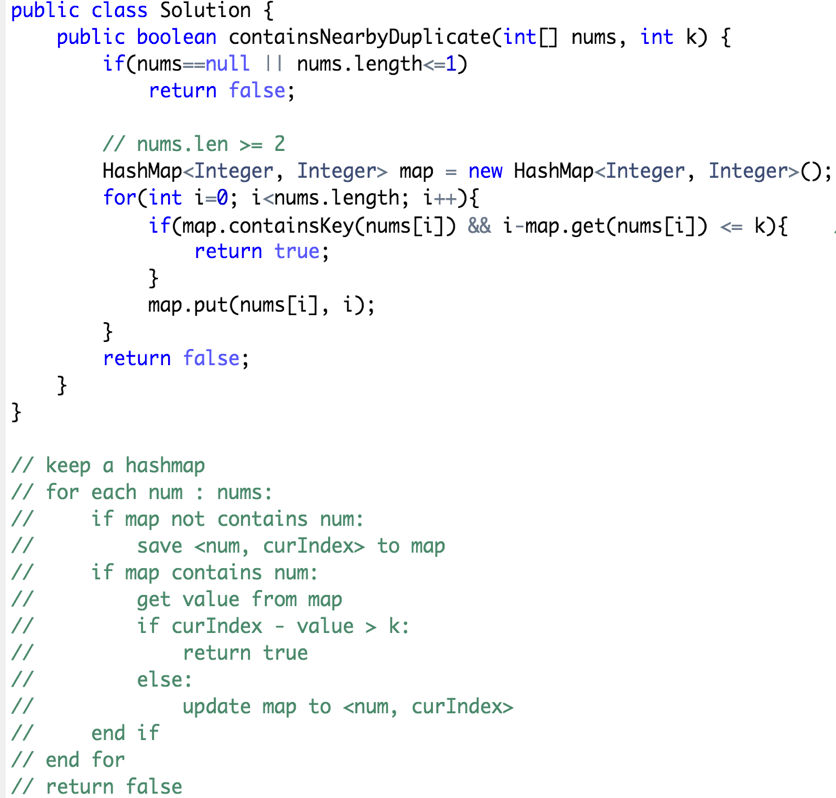 public class Solution {
    public boolean containsNearbyDuplicate(int[] nums, int k) {
        if(nums==null || nums.length<=1)
            return false;

        // nums.len >= 2
        HashMap<Integer, Integer> map = new HashMap<Integer, Integer>();
        for(int i=0; i<nums.length; i++){
            if(map.containsKey(nums[i]) && i-map.get(nums[i]) <= k){
                return true;
            }
            map.put(nums[i], i);
        }
        return false;
    }
}

// keep a hashmap
// for each num : nums:
//     if map not contains num:
//         save <num, curIndex> to map
//     if map contains num:
//         get value from map
//         if curIndex - value > k:
//             return true
//         else:
//             update map to <num, curIndex>
//     end if
// end for
// return false